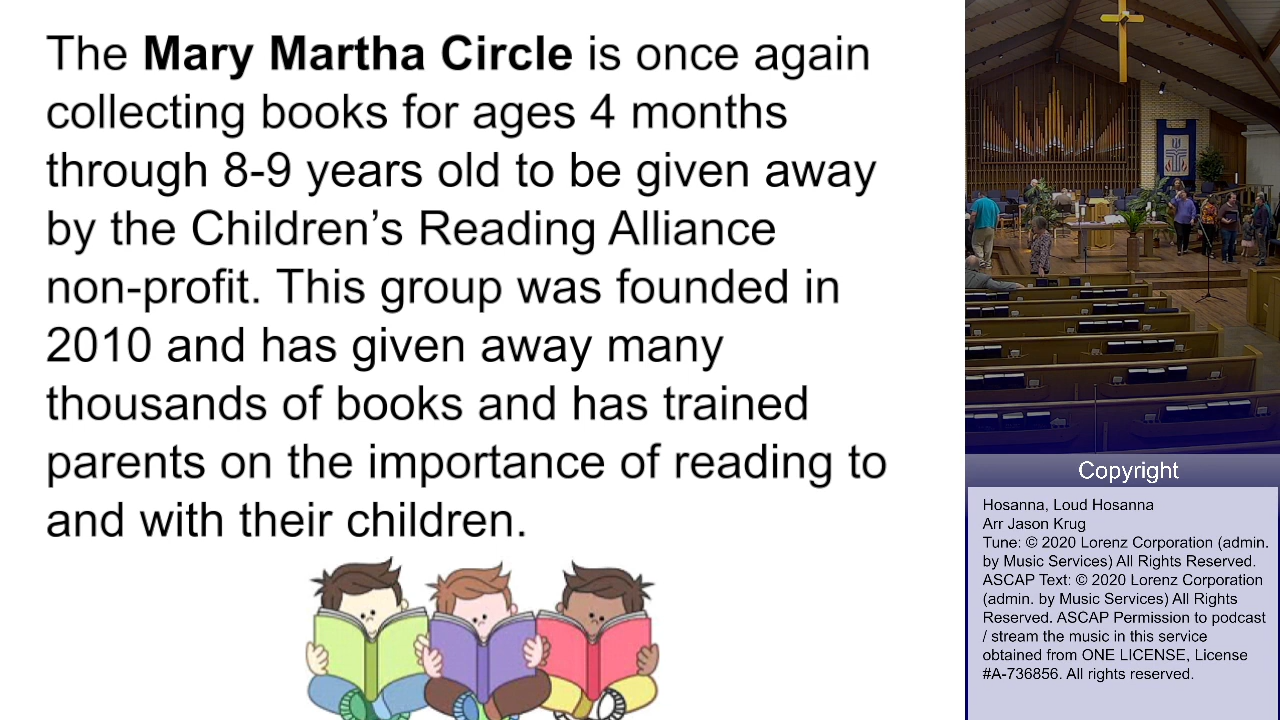 The Mary Martha Circle is once again
collecting books for ages 4 months
through 8-9 years old to be given away
by the Children’s Reading Alliance
non-profit. This group was founded in
2010 and has given away many
thousands of books and has trained
parents on the importance of reading to
and with their children.
Copyright
Hosanna, Loud Hosanna
Arr Jason Krug
Tune: © 2020 Lorenz Corporation (admin.
by Music Services) All Rights Reserved.
ASCAP Text: © 2020 Lorenz Corporation
(admin. by Music Services) All Rights
Reserved. ASCAP Permission to podcast
/ stream the music in this service
obtained from ONE LICENSE, License
#A-736856. All rights reserved.